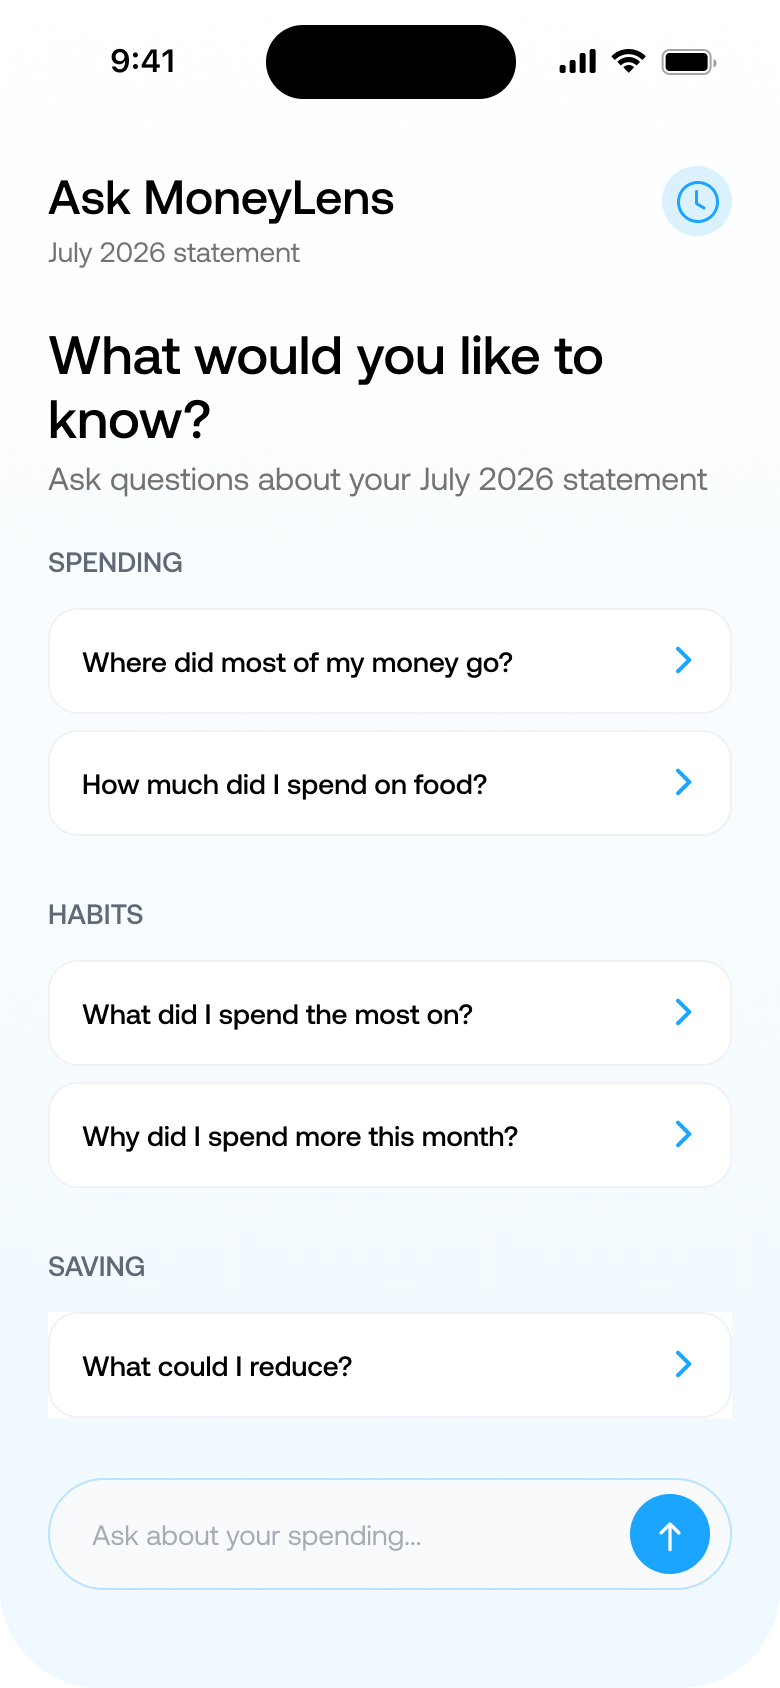 9:41
Ask MoneyLens
July 2026 statement
What would you like to
know?
Ask questions about your July 2026 statement
SPENDING
Where did most of my money go?
How much did I spend on food?
HABITS
What did I spend the most on?
Why did I spend more this month?
SAVING
What could I reduce?
Ask about your spending...